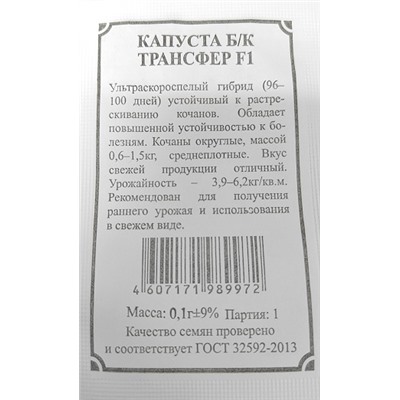 КАПУСТА Б/К
ТРАНСФЕР F1
Ультраскороспелый гибрид (96–
100 дней) устойчивый к растре-
скиванию кочанов. Обладает
повышенной устойчивостью к бо-
лезням. Кочаны округлые, массой
0,6–1,5кг, среднеплотные. Вкус
свежей продукции отличный.
Урожайность – 3,9–6,2кг/кв.м.
Рекомендован для получения
раннего урожая и использования
в свежем виде.
4 607171 989972
Масса: 0,1г±9% Партия: 1
Качество семян проверено
и соответствует ГОСТ 32592-2013